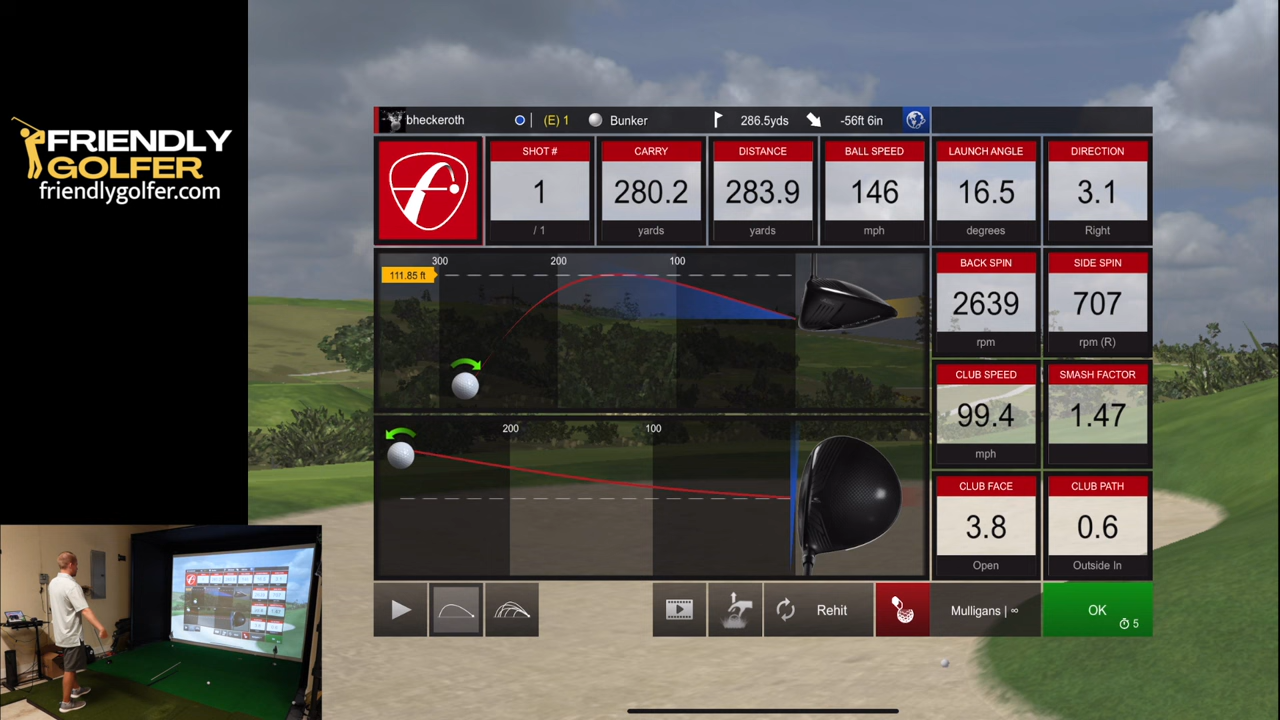 FRIENDLY
GOLFER
friendlygolfer.com
bheckeroth (E) 1 Bunker 286.5yds -56ft 6in
SHOT # CARRY DISTANCE BALL SPEED LAUNCH ANGLE DIRECTION
1 280.2 283.9 146 16.5 3.1
/ 1 yards yards mph degrees Right
300 200 100
111.85 ft
BACK SPIN SIDE SPIN
2639 707
rpm rpm (R)
CLUB SPEED SMASH FACTOR
99.4 1.47
mph
200 100
CLUB FACE CLUB PATH
3.8 0.6
Open Outside In
Rehit Mulligans | ∞ OK
5